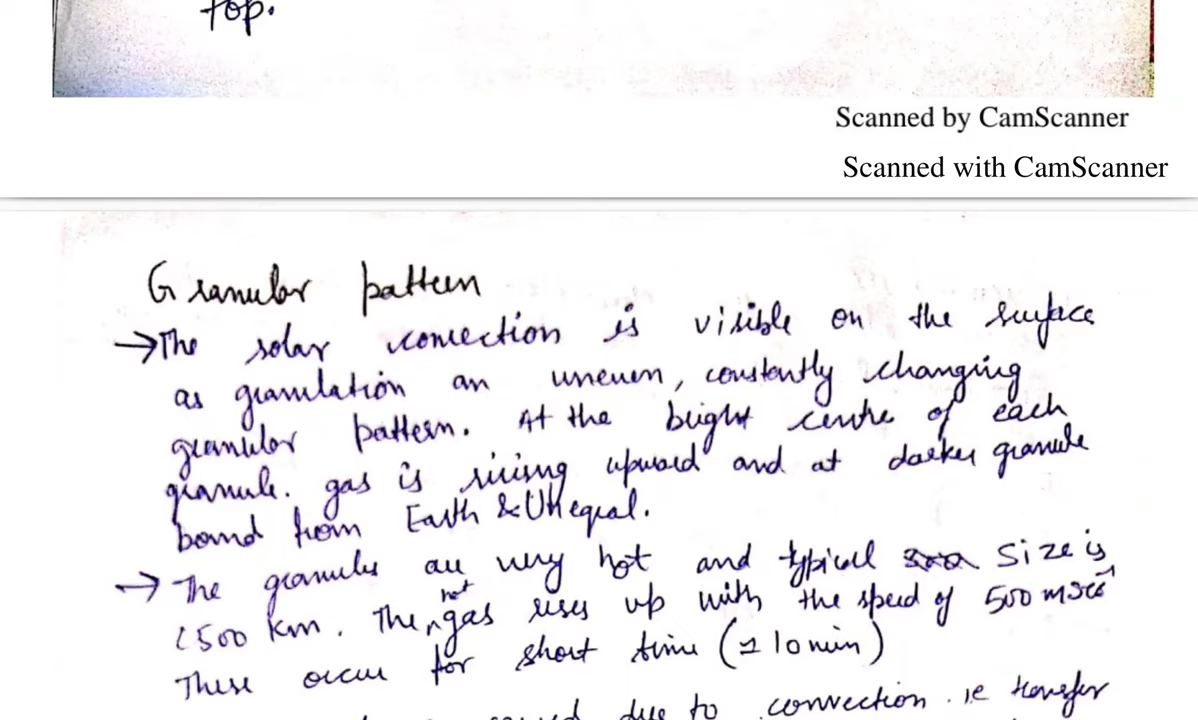 top.
Scanned by CamScanner
Scanned with CamScanner
Granular pattern
→ The solar convection is visible on the surface
as granulation an uneven, constantly changing
granular pattern. At the bright centre of each
granule. gas is rising upward and at darker granule
bound from Earth & Unequal.
→ The granules are very hot and typical size is
1500 km. The hot gas rises up with the speed of 500 msec⁻¹
These occur for short time (≈ 10 min)
due to convection. ie transfer